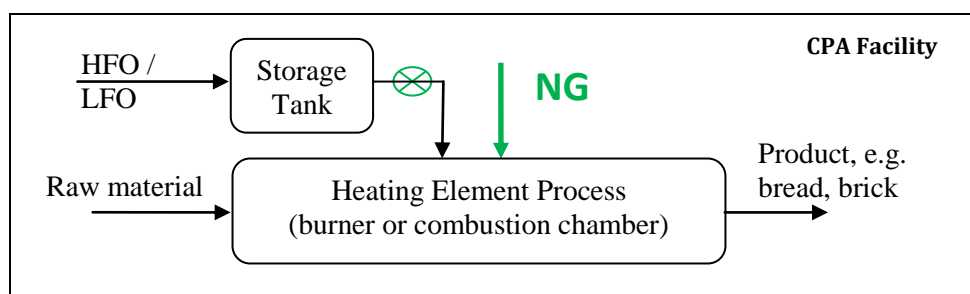 CPA Facility
HFO /
LFO
Storage
Tank
NG
Raw material
Heating Element Process
(burner or combustion chamber)
Product, e.g.
bread, brick